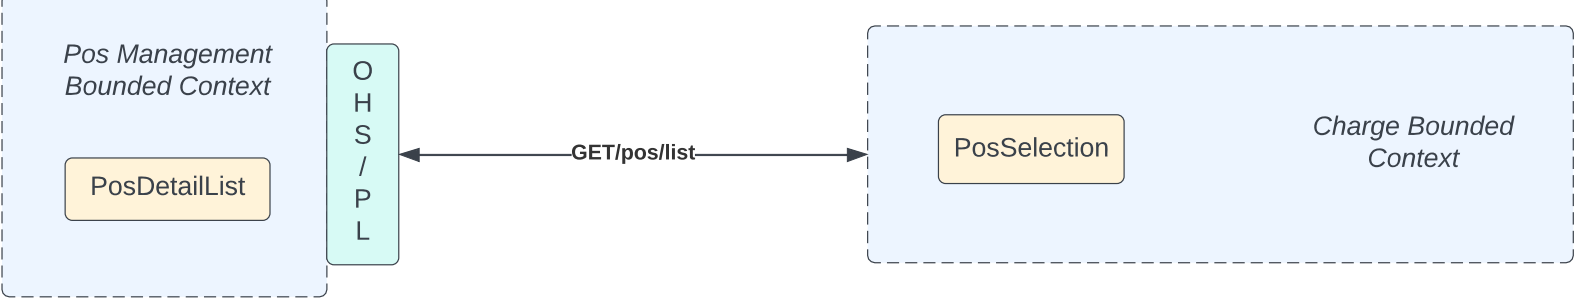 Pos Management
Bounded Context
PosDetailList
O
H
S
/
P
L
GET/pos/list
PosSelection
Charge Bounded
Context